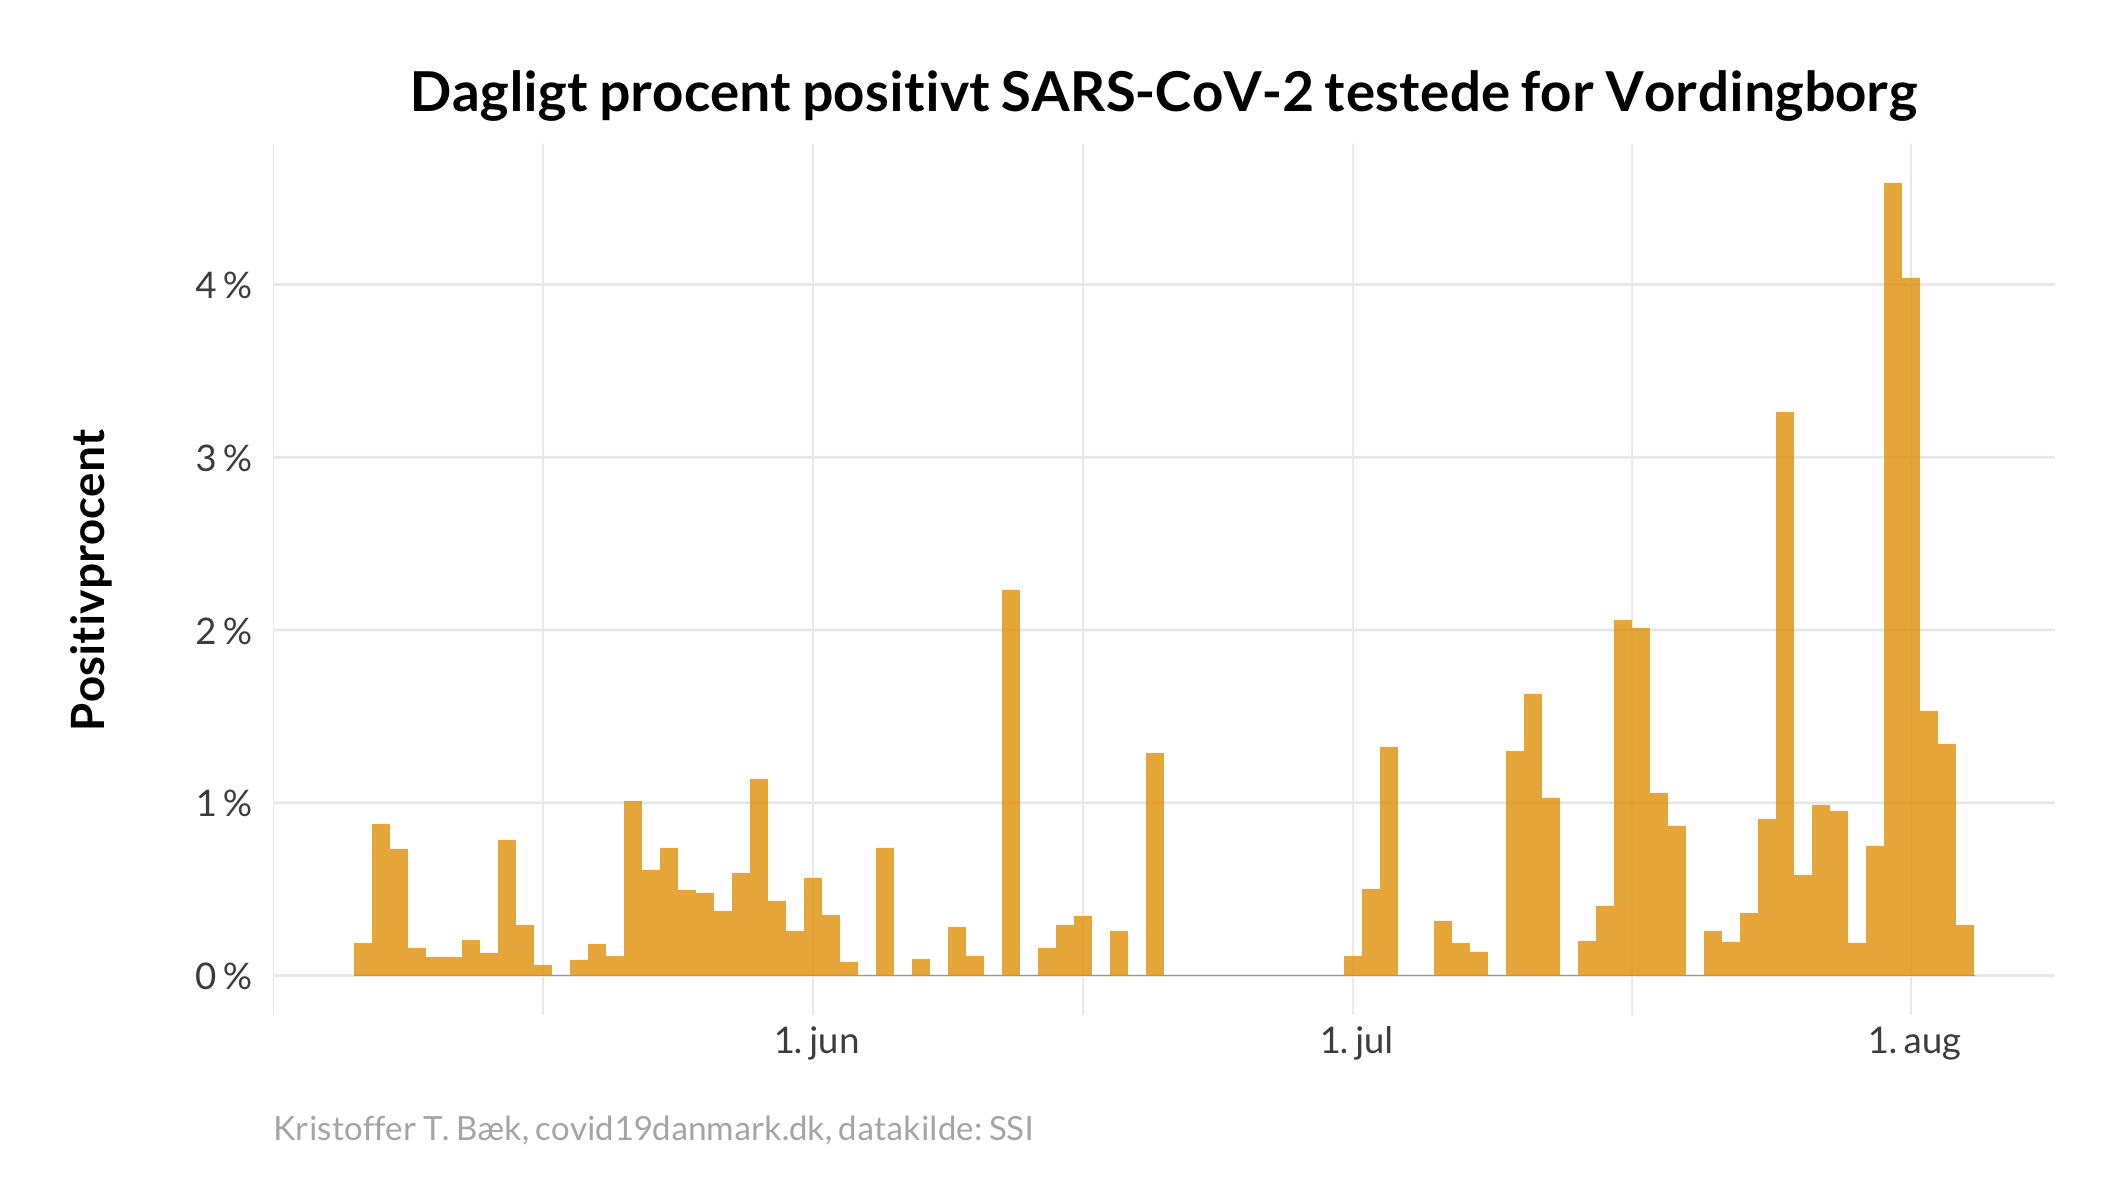 Dagligt procent positivt SARS-CoV-2 testede for Vordingborg
Positivprocent
4 %
3 %
2 %
1 %
0 %
1. jun
1. jul
1. aug
Kristoffer T. Bæk, covid19danmark.dk, datakilde: SSI